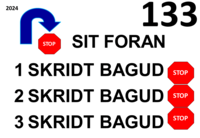 2024
133
STOP SIT FORAN
1 SKRIDT BAGUD STOP
2 SKRIDT BAGUD STOP
3 SKRIDT BAGUD STOP